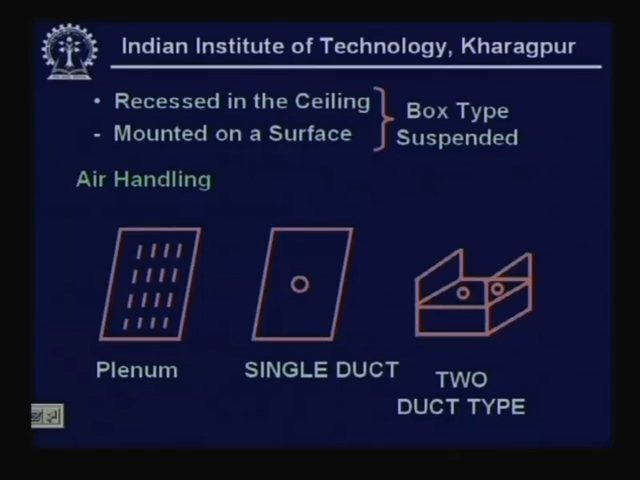 Indian Institute of Technology, Kharagpur
• Recessed in the Ceiling
- Mounted on a Surface
Box Type
Suspended
Air Handling
Plenum
SINGLE DUCT
TWO
DUCT TYPE